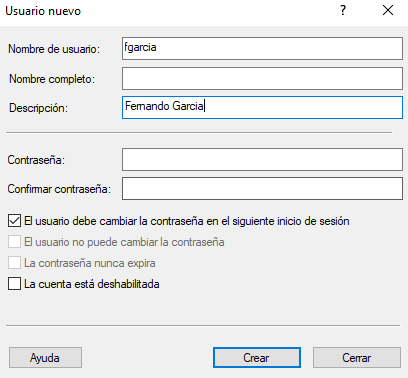 Usuario nuevo ? ×
Nombre de usuario: fgarcia
Nombre completo:
Descripción: Fernando Garcia
Contraseña:
Confirmar contraseña:
El usuario debe cambiar la contraseña en el siguiente inicio de sesión
El usuario no puede cambiar la contraseña
La contraseña nunca expira
La cuenta está deshabilitada
Ayuda Crear Cerrar